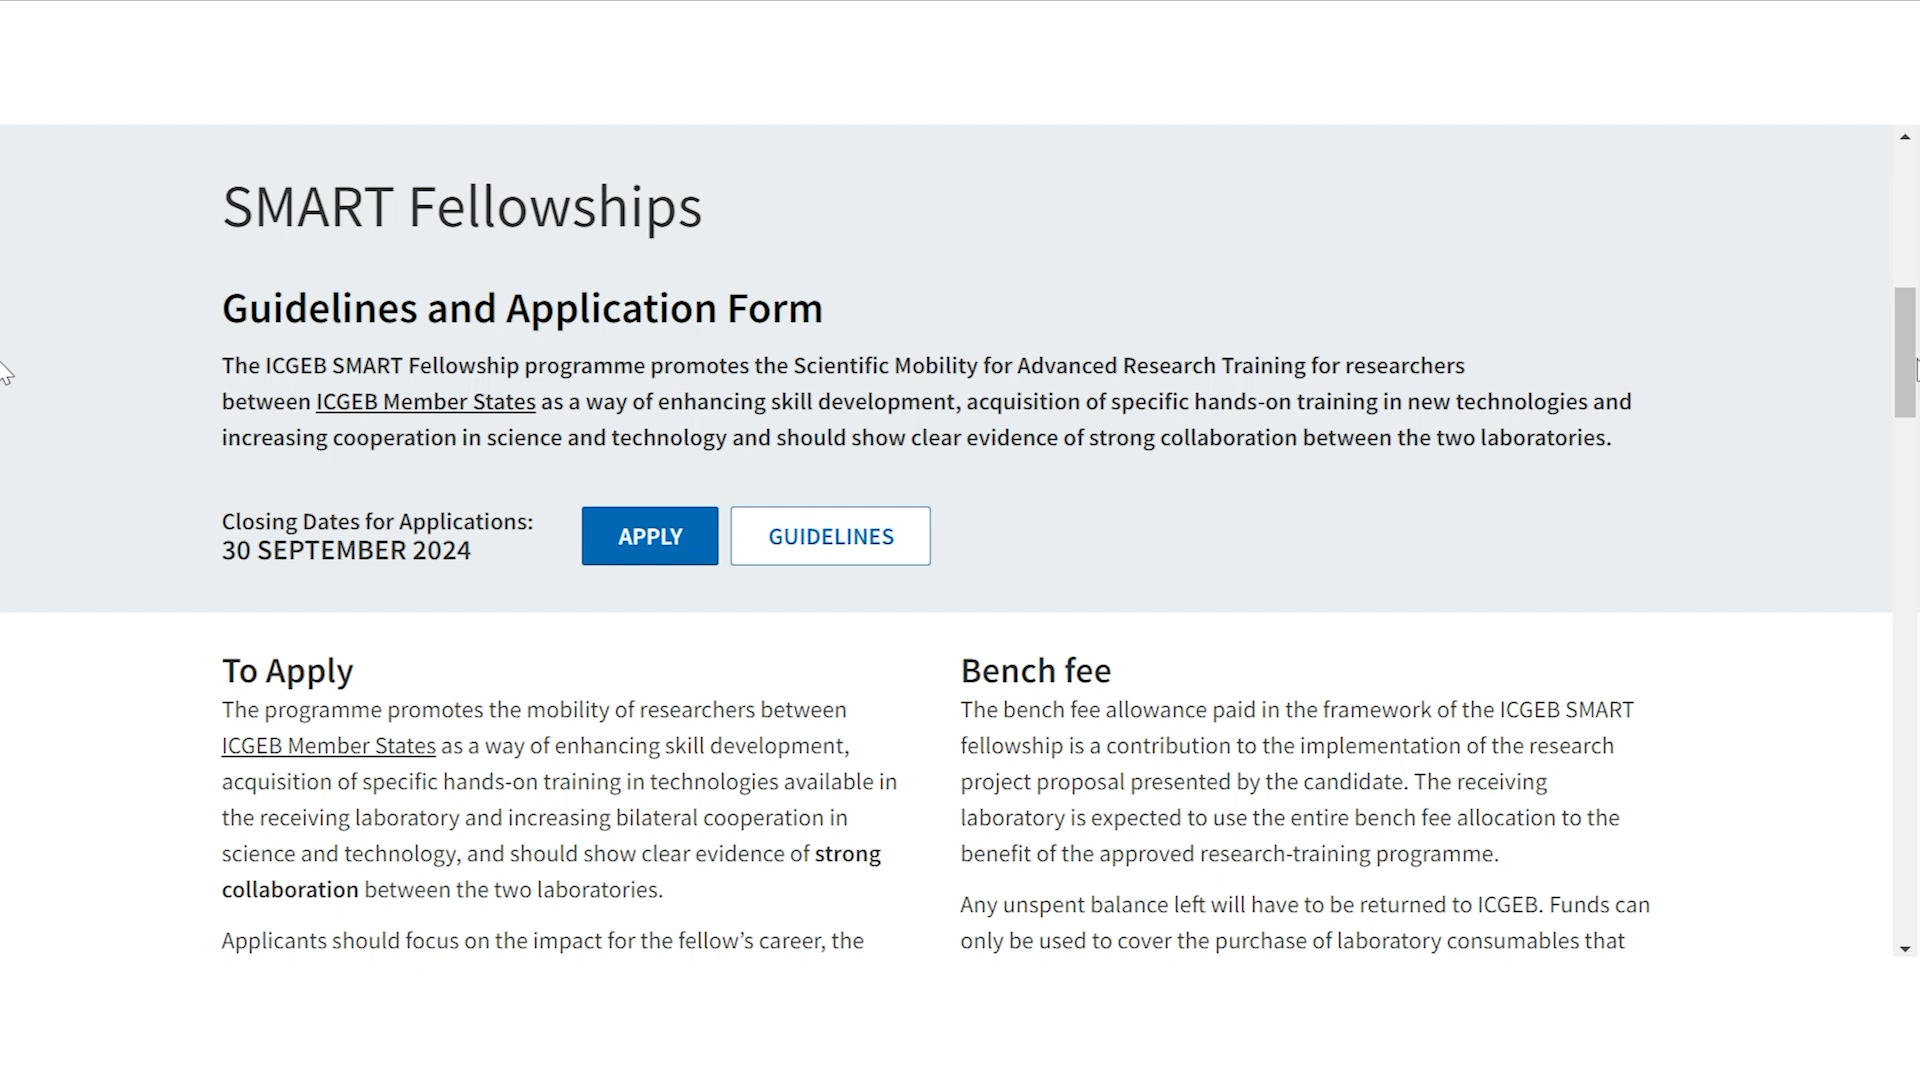 SMART Fellowships
Guidelines and Application Form
The ICGEB SMART Fellowship programme promotes the Scientific Mobility for Advanced Research Training for researchers
between ICGEB Member States as a way of enhancing skill development, acquisition of specific hands-on training in new technologies and
increasing cooperation in science and technology and should show clear evidence of strong collaboration between the two laboratories.
Closing Dates for Applications:
30 SEPTEMBER 2024
APPLY
GUIDELINES
To Apply
The programme promotes the mobility of researchers between
ICGEB Member States as a way of enhancing skill development,
acquisition of specific hands-on training in technologies available in
the receiving laboratory and increasing bilateral cooperation in
science and technology, and should show clear evidence of strong
collaboration between the two laboratories.
Applicants should focus on the impact for the fellow’s career, the
Bench fee
The bench fee allowance paid in the framework of the ICGEB SMART
fellowship is a contribution to the implementation of the research
project proposal presented by the candidate. The receiving
laboratory is expected to use the entire bench fee allocation to the
benefit of the approved research-training programme.
Any unspent balance left will have to be returned to ICGEB. Funds can
only be used to cover the purchase of laboratory consumables that